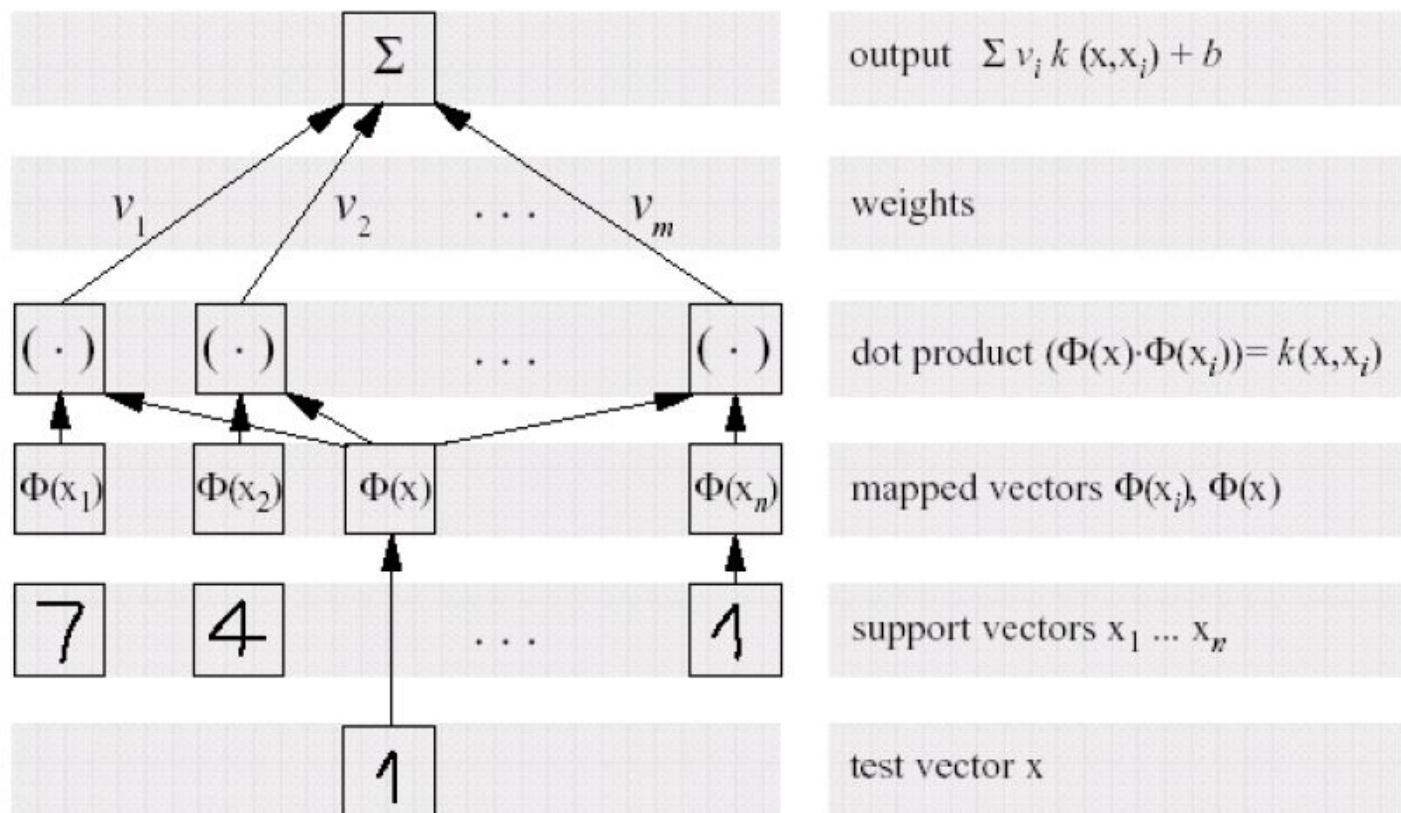 Σ output Σ vᵢ k (x,xᵢ) + b
v₁ v₂ . . . vₘ weights
( · ) ( · ) . . . ( · ) dot product (Φ(x)·Φ(xᵢ))= k(x,xᵢ)
Φ(x₁) Φ(x₂) Φ(x) Φ(xₙ) mapped vectors Φ(xᵢ), Φ(x)
7 4 . . . 1 support vectors x₁ ... xₙ
1 test vector x